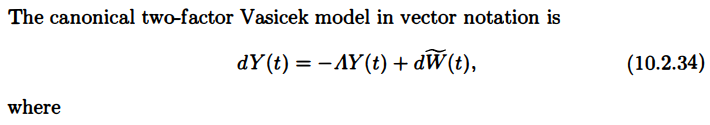 The canonical two-factor Vasicek model in vector notation is
dY(t) = −ΛY(t) + dW̃(t), (10.2.34)
where